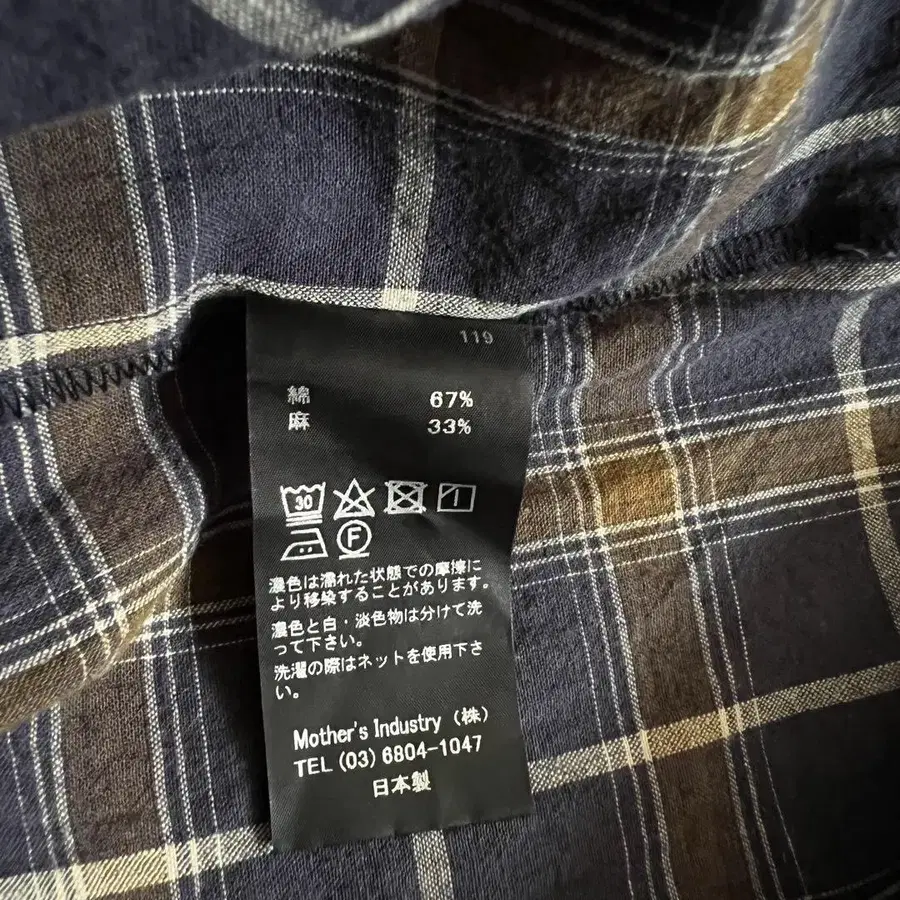 119
綿 67%
麻 33%
30
F
濃色は濡れた状態での摩擦に
より移染することがあります。
濃色と白・淡色物は分けて洗
って下さい。
洗濯の際はネットを使用下さ
い。
Mother's Industry (株)
TEL (03) 6804-1047
日本製